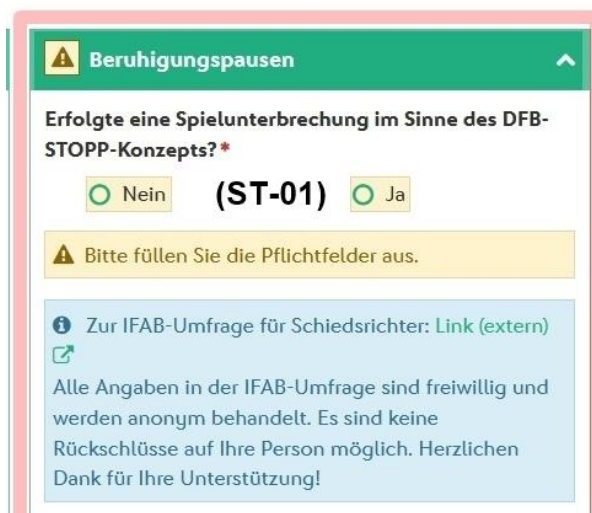 Beruhigungspausen
Erfolgte eine Spielunterbrechung im Sinne des DFB-
STOPP-Konzepts?*
Nein (ST-01) Ja
Bitte füllen Sie die Pflichtfelder aus.
Zur IFAB-Umfrage für Schiedsrichter: Link (extern)
Alle Angaben in der IFAB-Umfrage sind freiwillig und
werden anonym behandelt. Es sind keine
Rückschlüsse auf Ihre Person möglich. Herzlichen
Dank für Ihre Unterstützung!